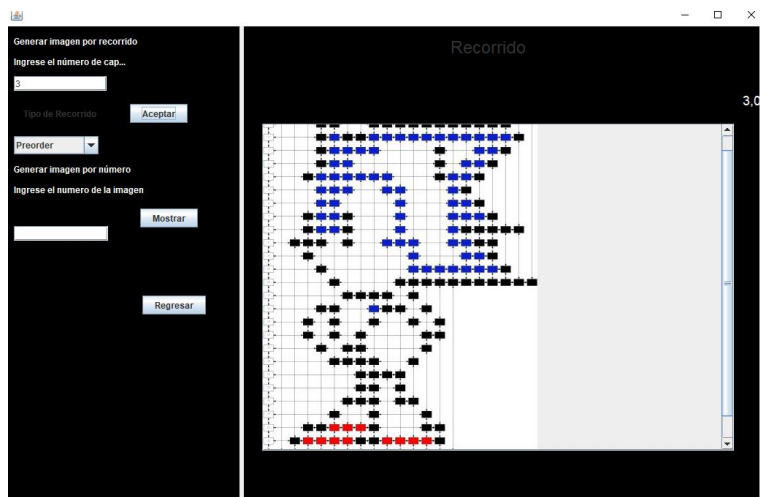 Generar imagen por recorrido
Ingrese el número de cap...
3
Tipo de Recorrido
Aceptar
Preorder
Generar imagen por número
Ingrese el numero de la imagen
Mostrar
Regresar
Recorrido
3,0